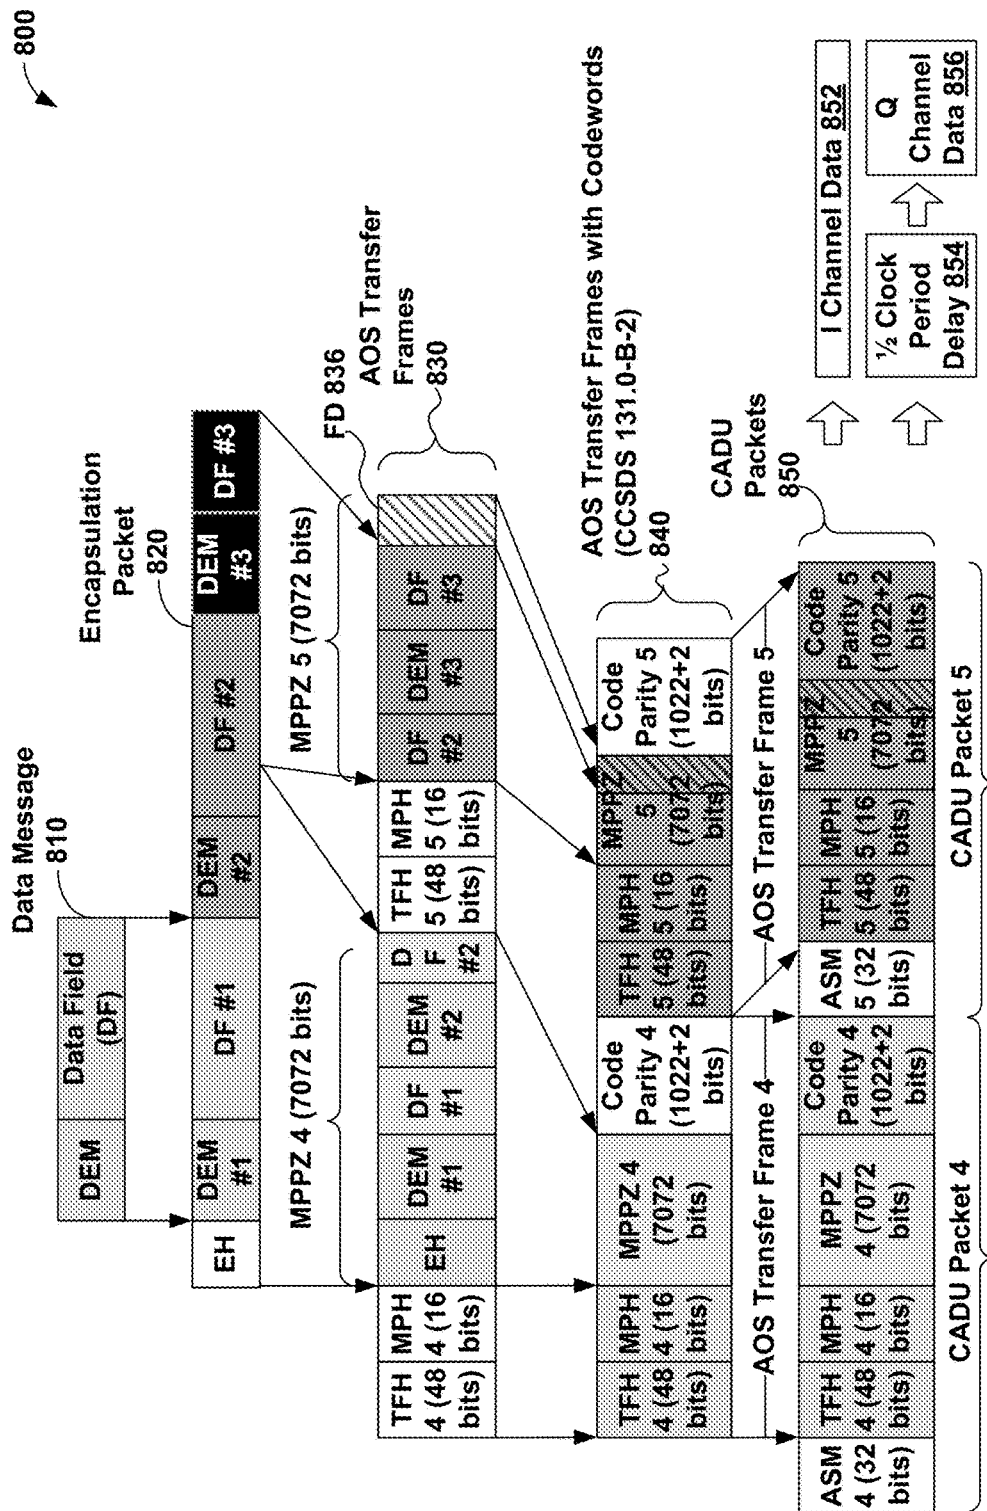 800
Data Message
810
DEM
Data Field
(DF)
Encapsulation
Packet
820
EH
DEM
#1
DF #1
DEM
#2
DF #2
DEM
#3
DF #3
MPPZ 4 (7072 bits)
MPPZ 5 (7072 bits)
FD 836
AOS Transfer
Frames
830
TFH
4 (48
bits)
MPH
4 (16
bits)
EH
DEM
#1
DF
#1
DEM
#2
D
F
#2
TFH
5 (48
bits)
MPH
5 (16
bits)
DF
#2
DEM
#3
DF
#3
AOS Transfer Frames with Codewords
(CCSDS 131.0-B-2)
840
TFH
4 (48
bits)
MPH
4 (16
bits)
MPPZ 4
(7072
bits)
Code
Parity 4
(1022+2
bits)
TFH
5 (48
bits)
MPH
5 (16
bits)
MPPZ
5
(7072
bits)
Code
Parity 5
(1022+2
bits)
AOS Transfer Frame 4
AOS Transfer Frame 5
CADU
Packets
850
ASM
4 (32
bits)
TFH
4 (48
bits)
MPH
4 (16
bits)
MPPZ
4 (7072
bits)
Code
Parity 4
(1022+2
bits)
ASM
5 (32
bits)
TFH
5 (48
bits)
MPH
5 (16
bits)
MPPZ
5
(7072
bits)
Code
Parity 5
(1022+2
bits)
CADU Packet 4
CADU Packet 5
I Channel Data 852
½ Clock
Period
Delay 854
Q
Channel
Data 856